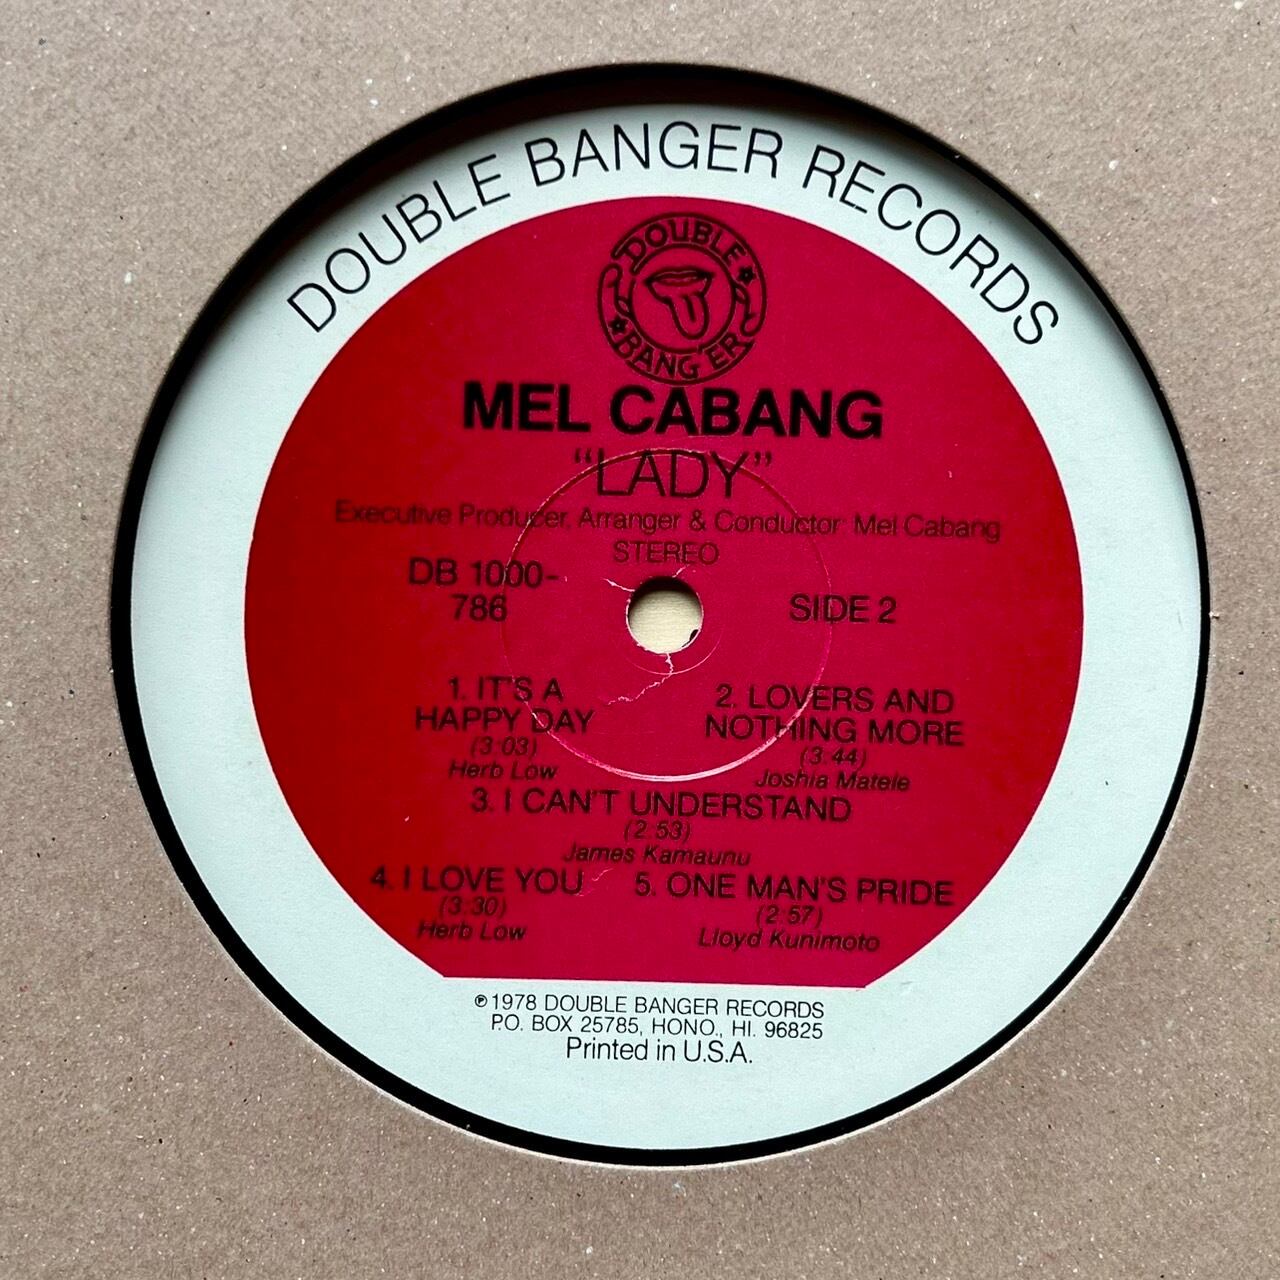 DOUBLE BANGER RECORDS
DOUBLE
BANGER
MEL CABANG
“LADY”
Executive Producer, Arranger & Conductor: Mel Cabang
STEREO
DB 1000-
786
SIDE 2
1. IT'S A
HAPPY DAY
(3:03)
Herb Low
2. LOVERS AND
NOTHING MORE
(3:44)
Joshia Matele
3. I CAN'T UNDERSTAND
(2:53)
James Kamaunu
4. I LOVE YOU
(3:30)
Herb Low
5. ONE MAN'S PRIDE
(2:57)
Lloyd Kunimoto
℗ 1978 DOUBLE BANGER RECORDS
P.O. BOX 25785, HONO., HI. 96825
Printed in U.S.A.